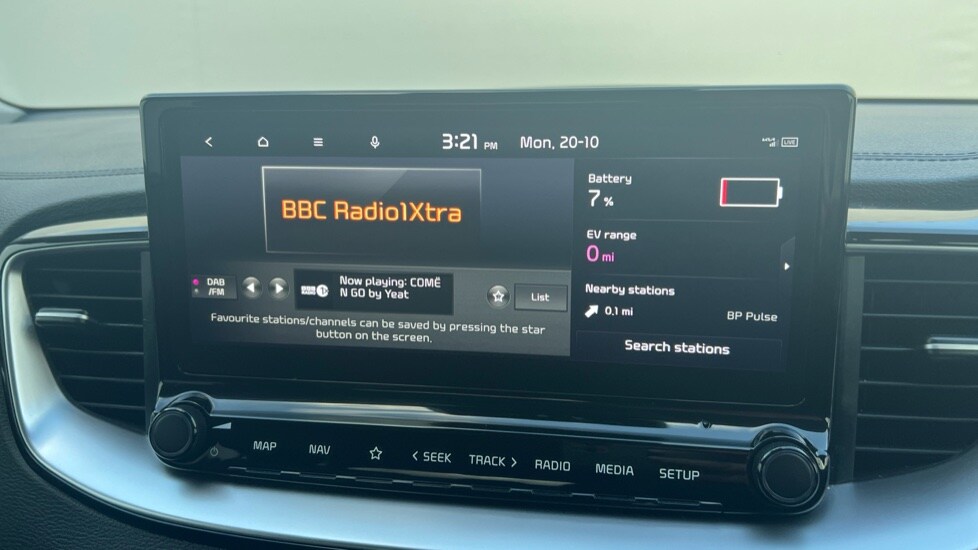 3:21 PM Mon, 20-10
LIVE
BBC Radio1Xtra
DAB
/FM
Now playing: COMË
N GO by Yeat
List
Favourite stations/channels can be saved by pressing the star
button on the screen.
Battery
7 %
EV range
0 mi
Nearby stations
0.1 mi BP Pulse
Search stations
MAP NAV SEEK TRACK RADIO MEDIA SETUP